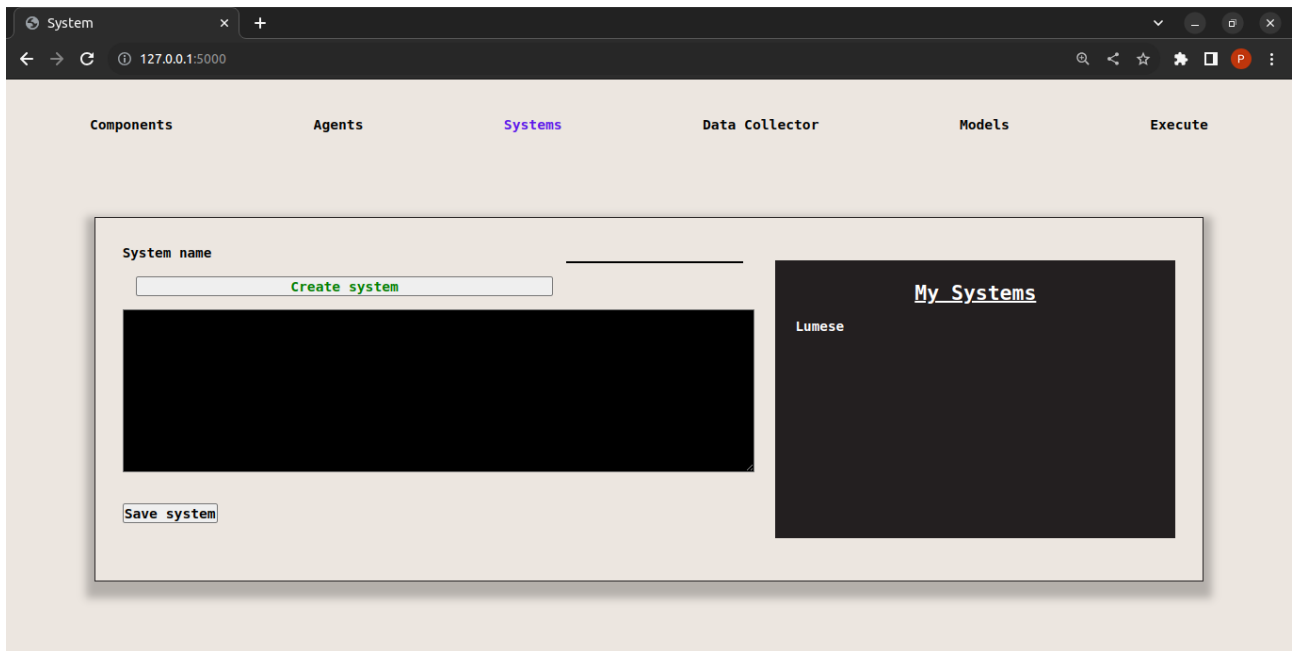 System
127.0.0.1:5000
P
Components Agents Systems Data Collector Models Execute
System name
Create system
My Systems
Lumese
Save system